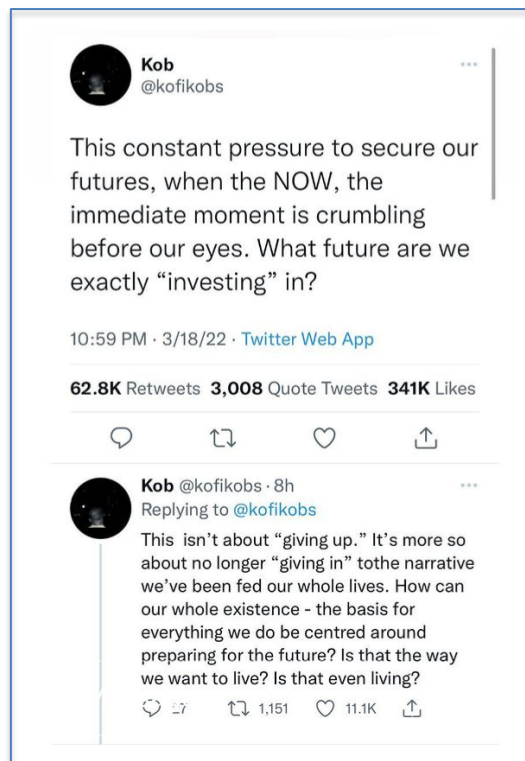 Kob
@kofikobs
This constant pressure to secure our
futures, when the NOW, the
immediate moment is crumbling
before our eyes. What future are we
exactly “investing” in?
10:59 PM · 3/18/22 · Twitter Web App
62.8K Retweets 3,008 Quote Tweets 341K Likes
Kob @kofikobs · 8h
Replying to @kofikobs
This isn’t about “giving up.” It’s more so
about no longer “giving in” tothe narrative
we’ve been fed our whole lives. How can
our whole existence - the basis for
everything we do be centred around
preparing for the future? Is that the way
we want to live? Is that even living?
1,151 11.1K